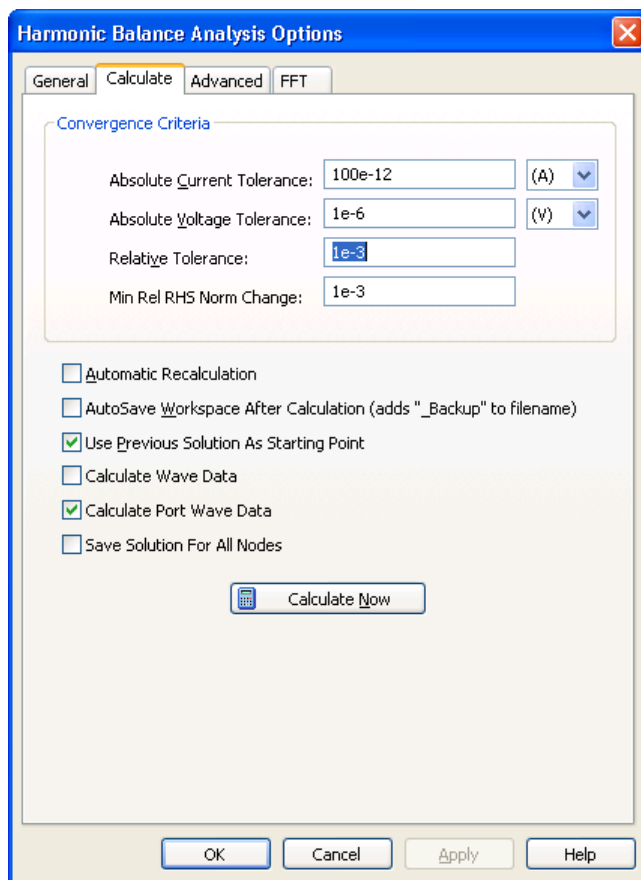 Harmonic Balance Analysis Options
General Calculate Advanced FFT
Convergence Criteria
Absolute Current Tolerance: 100e-12 (A)
Absolute Voltage Tolerance: 1e-6 (V)
Relative Tolerance: 1e-3
Min Rel RHS Norm Change: 1e-3
Automatic Recalculation
AutoSave Workspace After Calculation (adds "_Backup" to filename)
Use Previous Solution As Starting Point
Calculate Wave Data
Calculate Port Wave Data
Save Solution For All Nodes
Calculate Now
OK Cancel Apply Help